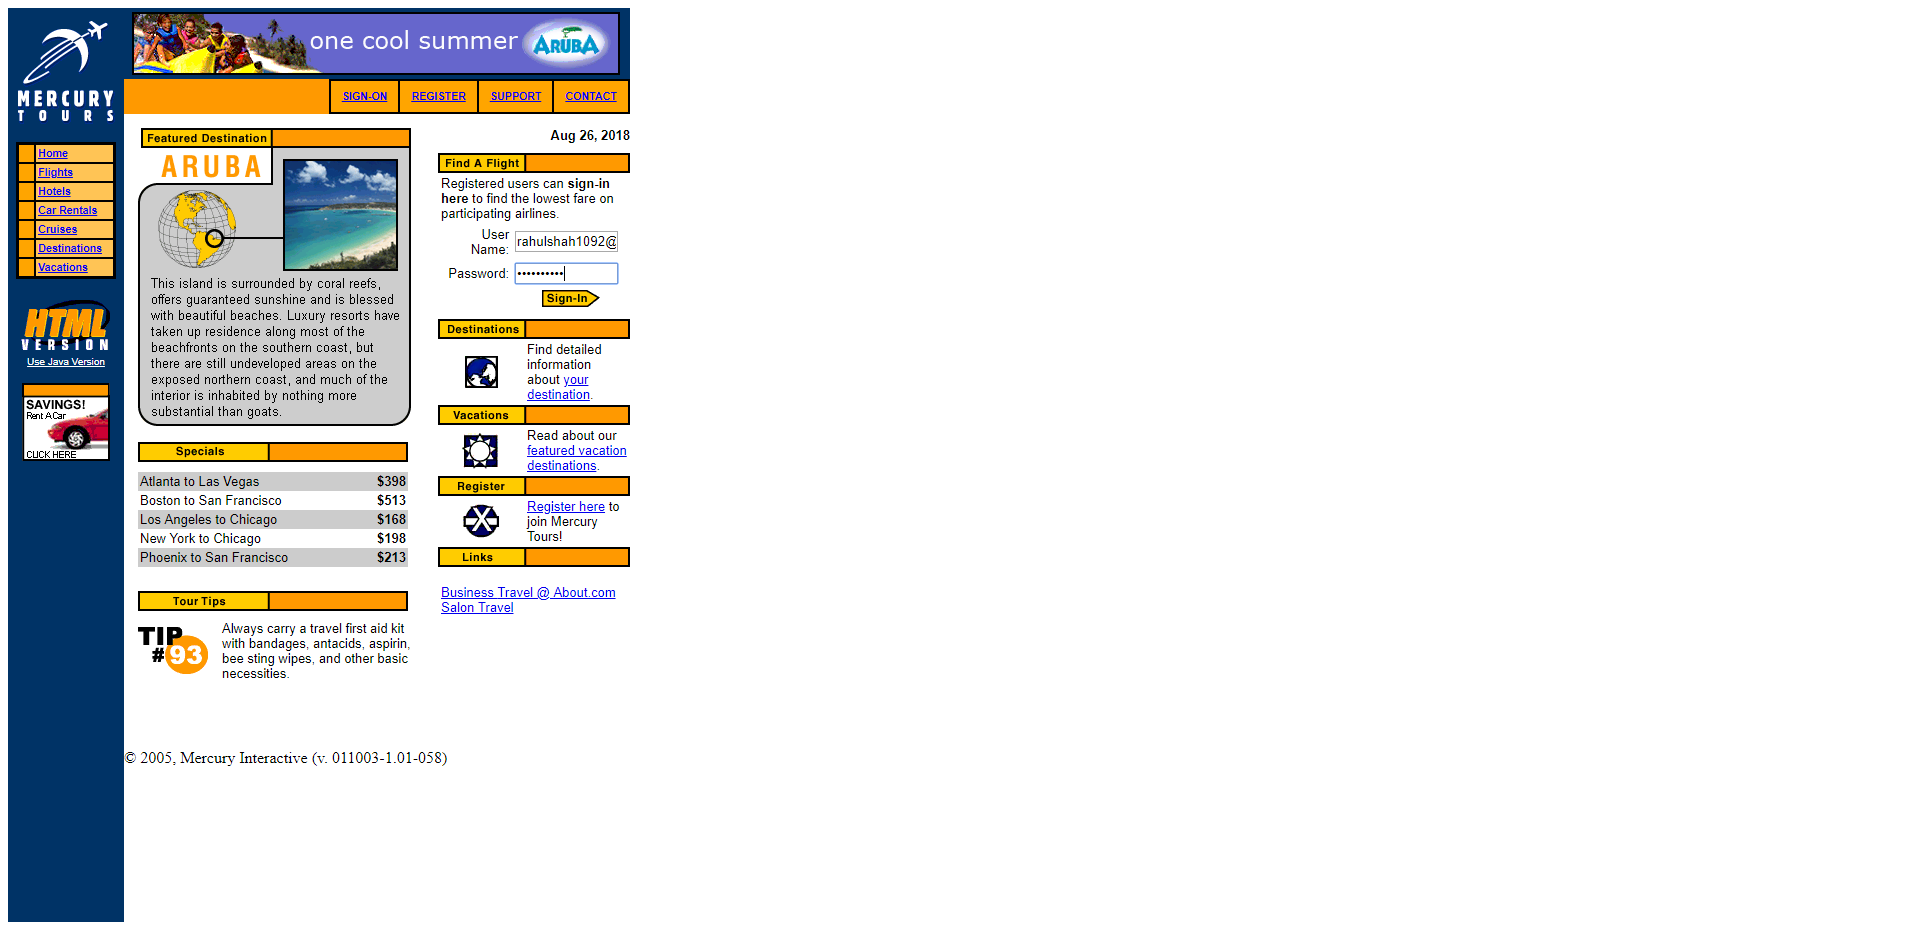 one cool summer ARUBA
MERCURY
TOURS
SIGN-ON REGISTER SUPPORT CONTACT
Home
Flights
Hotels
Car Rentals
Cruises
Destinations
Vacations
HTML
VERSION
Use Java Version
SAVINGS!
Rent A Car
CLICK HERE
Featured Destination
ARUBA
This island is surrounded by coral reefs,
offers guaranteed sunshine and is blessed
with beautiful beaches. Luxury resorts have
taken up residence along most of the
beachfronts on the southern coast, but
there are still undeveloped areas on the
exposed northern coast, and much of the
interior is inhabited by nothing more
substantial than goats.
Specials
Atlanta to Las Vegas $398
Boston to San Francisco $513
Los Angeles to Chicago $168
New York to Chicago $198
Phoenix to San Francisco $213
Tour Tips
TIP
#93
Always carry a travel first aid kit
with bandages, antacids, aspirin,
bee sting wipes, and other basic
necessities.
Aug 26, 2018
Find A Flight
Registered users can sign-in
here to find the lowest fare on
participating airlines.
User
Name: rahulshah1092@
Password: ••••••••••
Sign-In
Destinations
Find detailed
information
about your
destination.
Vacations
Read about our
featured vacation
destinations.
Register
Register here to
join Mercury
Tours!
Links
Business Travel @ About.com
Salon Travel
© 2005, Mercury Interactive (v. 011003-1.01-058)